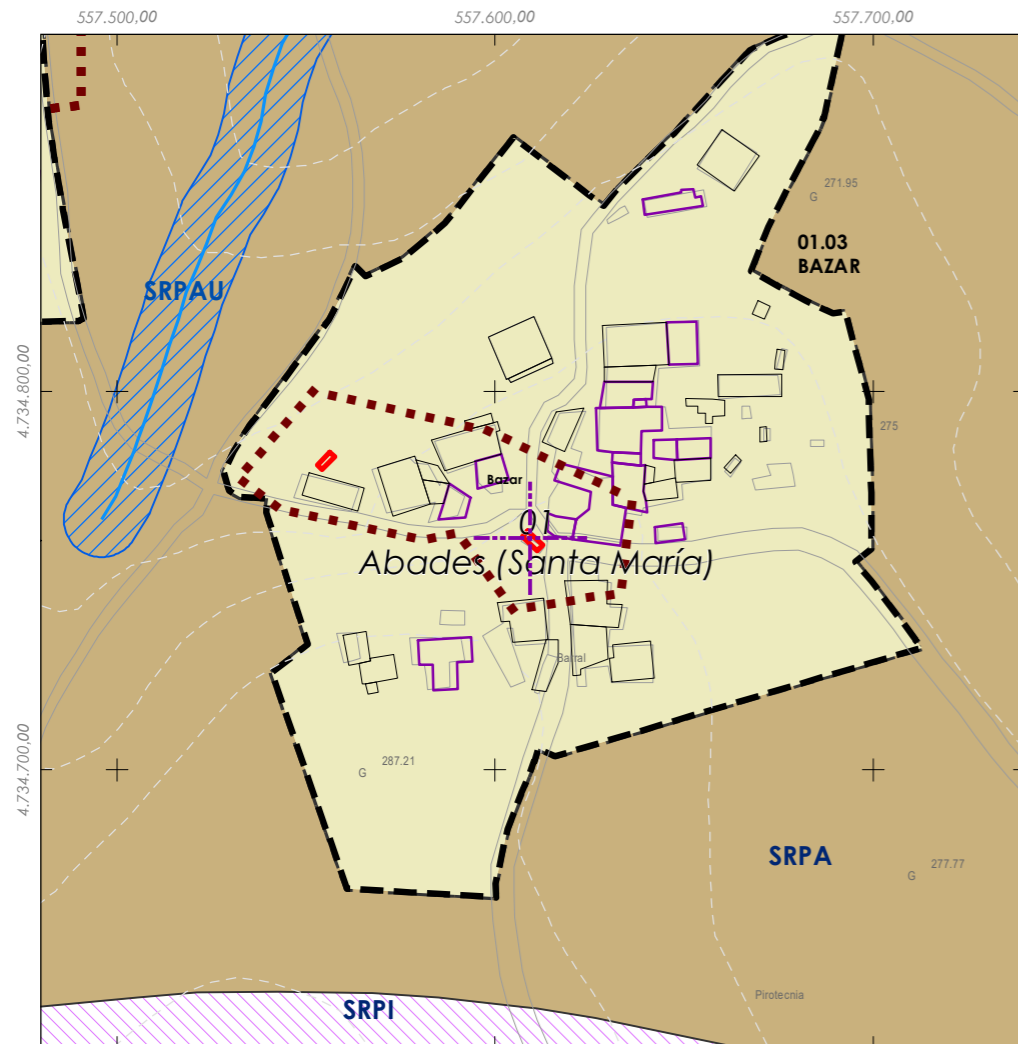 557.500,00
557.600,00
557.700,00
271.95
G
01.03
BAZAR
SRPAU
4.734.800,00
275
Bazar
01
Abades (Santa María)
Barral
4.734.700,00
287.21
G
SRPA
277.77
G
Pirotecnia
SRPI